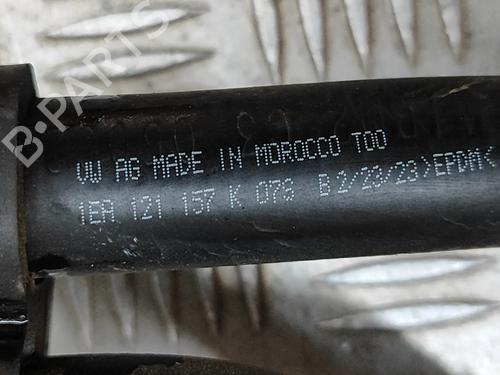 B-PARTS
VW AG MADE IN MOROCCO TOO
1EA 121 157 K 078 B 2/23/23 >EPDM<